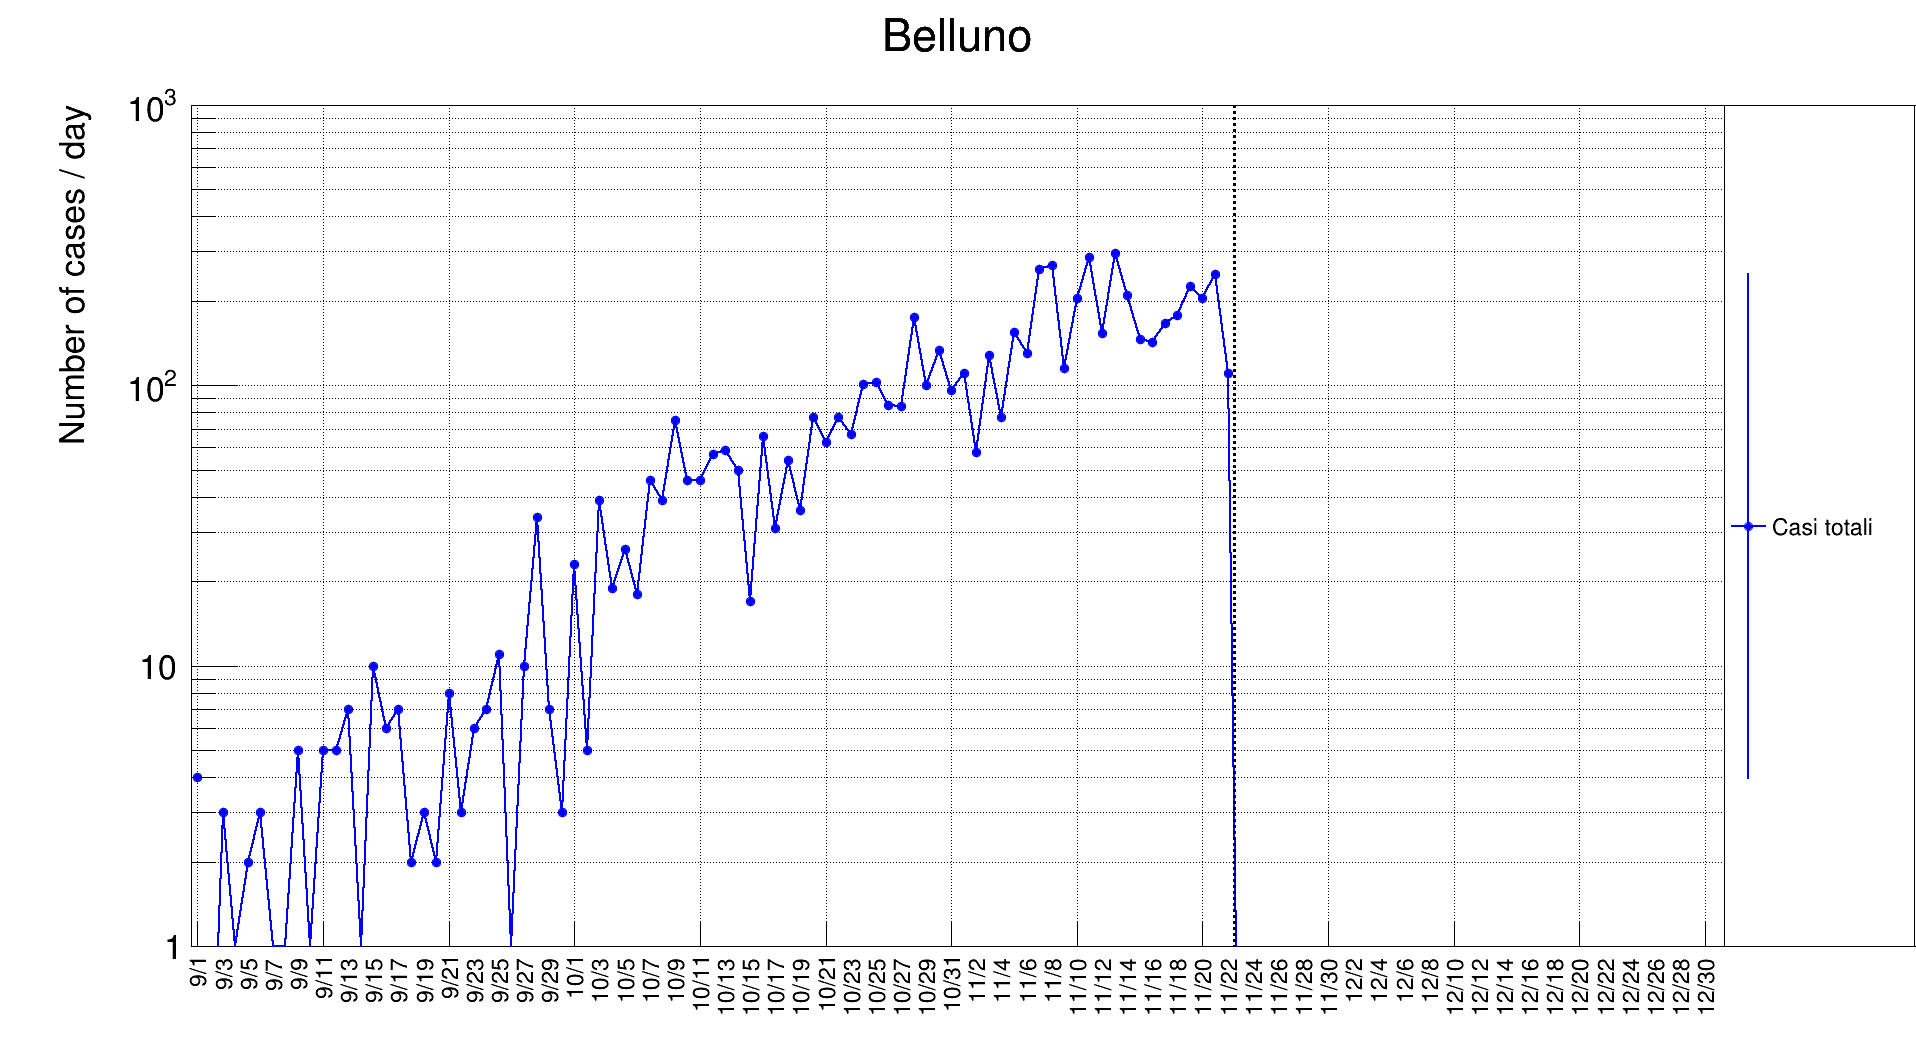 Belluno
Number of cases / day
10³
10²
10
1
9/1 9/3 9/5 9/7 9/9 9/11 9/13 9/15 9/17 9/19 9/21 9/23 9/25 9/27 9/29 10/1 10/3 10/5 10/7 10/9 10/11 10/13 10/15 10/17 10/19 10/21 10/23 10/25 10/27 10/29 10/31 11/2 11/4 11/6 11/8 11/10 11/12 11/14 11/16 11/18 11/20 11/22 11/24 11/26 11/28 11/30 12/2 12/4 12/6 12/8 12/10 12/12 12/14 12/16 12/18 12/20 12/22 12/24 12/26 12/28 12/30
Casi totali